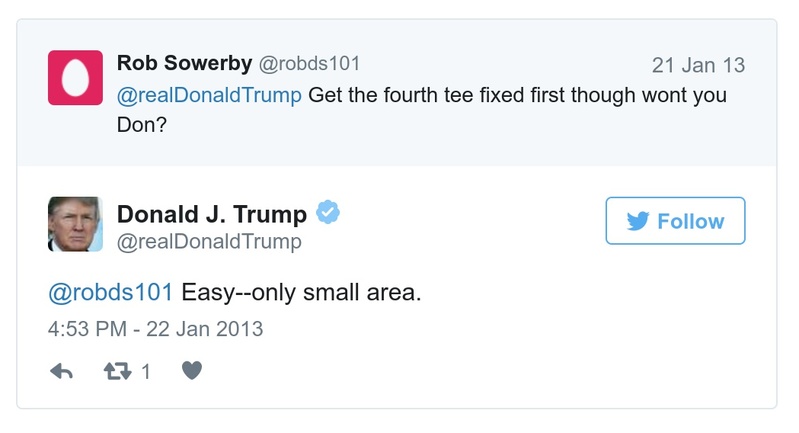 Rob Sowerby @robds101
21 Jan 13
@realDonaldTrump Get the fourth tee fixed first though wont you
Don?
Donald J. Trump
@realDonaldTrump
Follow
@robds101 Easy--only small area.
4:53 PM - 22 Jan 2013
1